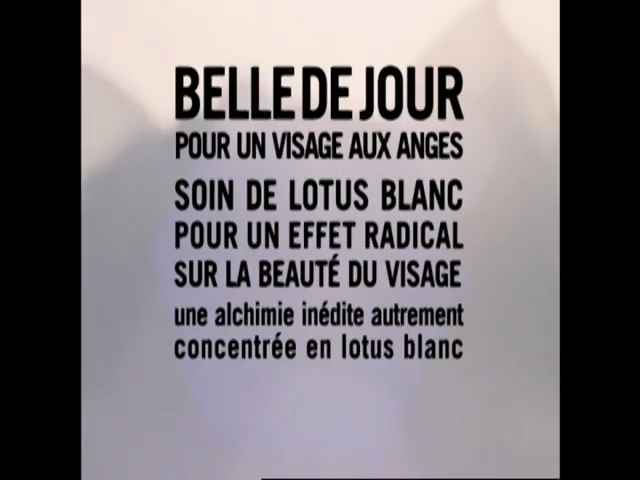 BELLE DE JOUR
POUR UN VISAGE AUX ANGES
SOIN DE LOTUS BLANC
POUR UN EFFET RADICAL
SUR LA BEAUTÉ DU VISAGE
une alchimie inédite autrement
concentrée en lotus blanc